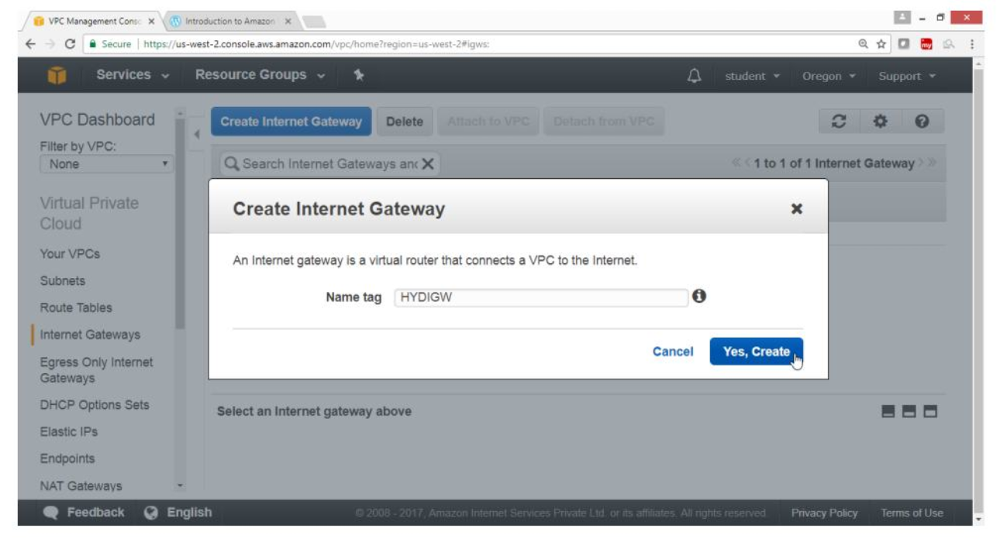 VPC Management Consc
Introduction to Amazon
Secure | https://us-west-2.console.aws.amazon.com/vpc/home?region=us-west-2#igws:
my
Services
Resource Groups
student
Oregon
Support
VPC Dashboard
Filter by VPC:
None
Virtual Private
Cloud
Your VPCs
Subnets
Route Tables
Internet Gateways
Egress Only Internet
Gateways
DHCP Options Sets
Elastic IPs
Endpoints
NAT Gateways
Create Internet Gateway
Delete
Attach to VPC
Detach from VPC
Search Internet Gateways and
1 to 1 of 1 Internet Gateway
Create Internet Gateway
An Internet gateway is a virtual router that connects a VPC to the Internet.
Name tag HYDIGW
Cancel
Yes, Create
Select an Internet gateway above
Feedback
English
© 2008 - 2017, Amazon Internet Services Private Ltd. or its affiliates. All rights reserved.
Privacy Policy
Terms of Use